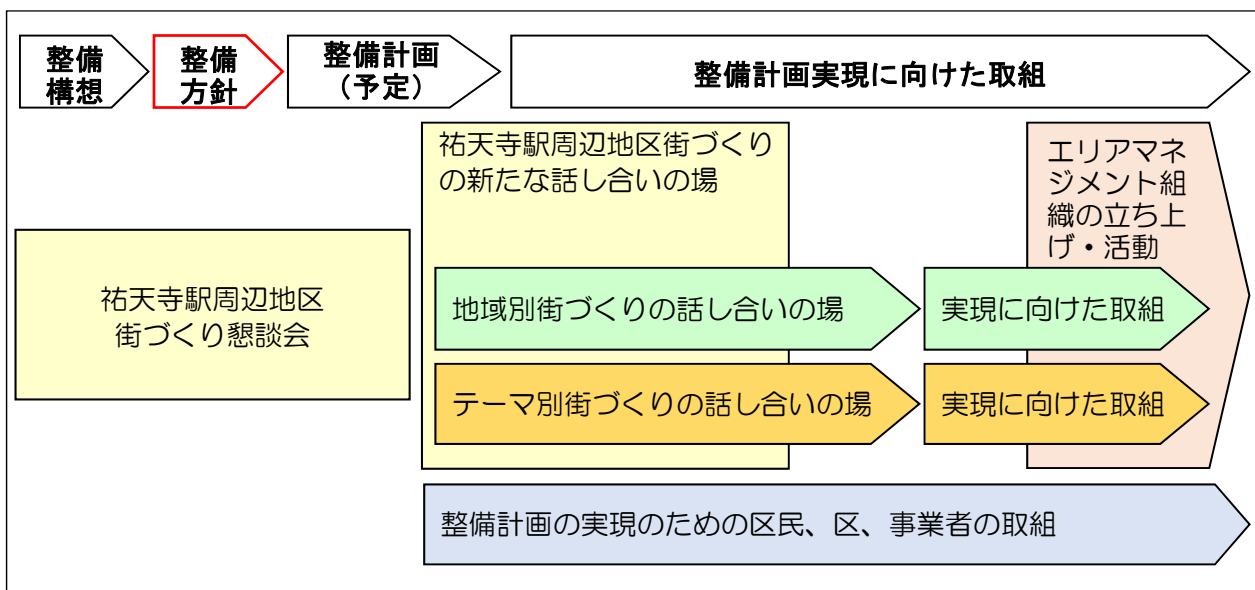 整備
構想
整備
方針
整備計画
（予定）
整備計画実現に向けた取組
祐天寺駅周辺地区街づくり
の新たな話し合いの場
エリアマネ
ジメント組
織の立ち上
げ・活動
祐天寺駅周辺地区
街づくり懇談会
地域別街づくりの話し合いの場
実現に向けた取組
テーマ別街づくりの話し合いの場
実現に向けた取組
整備計画の実現のための区民、区、事業者の取組